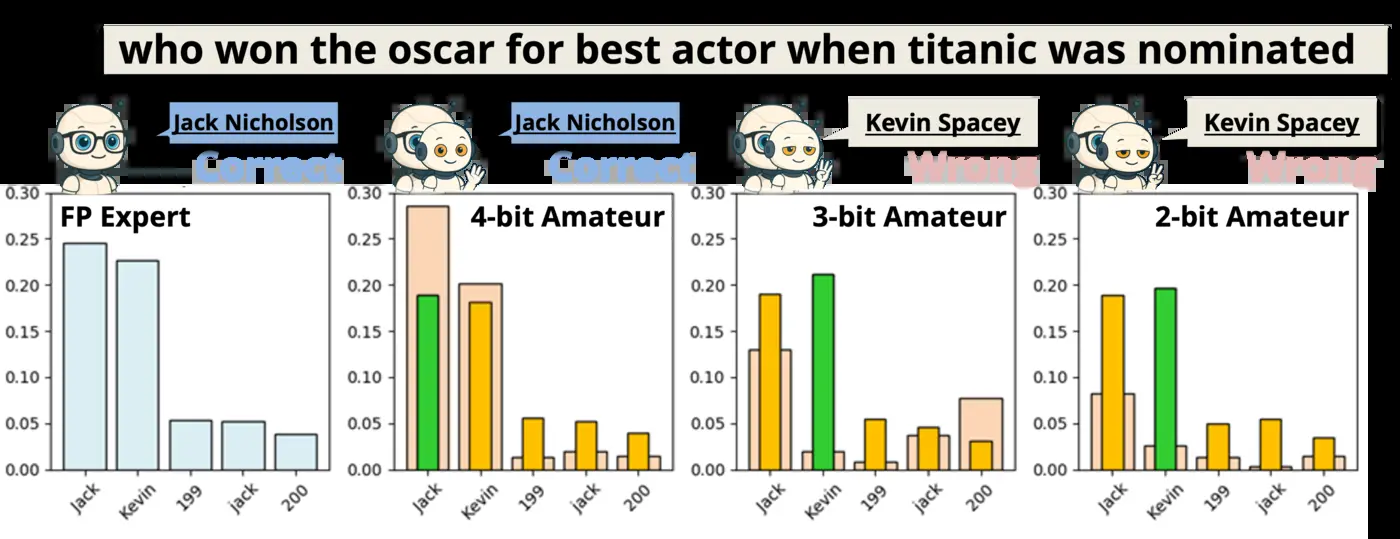 who won the oscar for best actor when titanic was nominated
Jack Nicholson
Correct
Jack Nicholson
Correct
Kevin Spacey
Wrong
Kevin Spacey
Wrong
FP Expert
0.30
0.25
0.20
0.15
0.10
0.05
0.00
Jack
Kevin
199
jack
200
4-bit Amateur
0.30
0.25
0.20
0.15
0.10
0.05
0.00
Jack
Kevin
199
jack
200
3-bit Amateur
0.30
0.25
0.20
0.15
0.10
0.05
0.00
Jack
Kevin
199
jack
200
2-bit Amateur
0.30
0.25
0.20
0.15
0.10
0.05
0.00
Jack
Kevin
199
jack
200